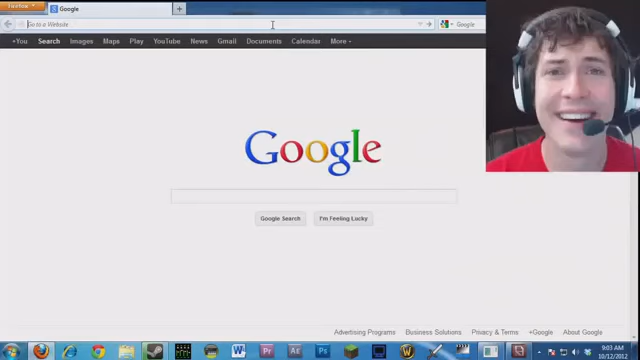 Firefox
Google
Go to a Website
Google
+You Search Images Maps Play YouTube News Gmail Documents Calendar More
Google
Google Search I'm Feeling Lucky
Advertising Programs Business Solutions Privacy & Terms +Google About Google
9:03 AM
10/12/2012